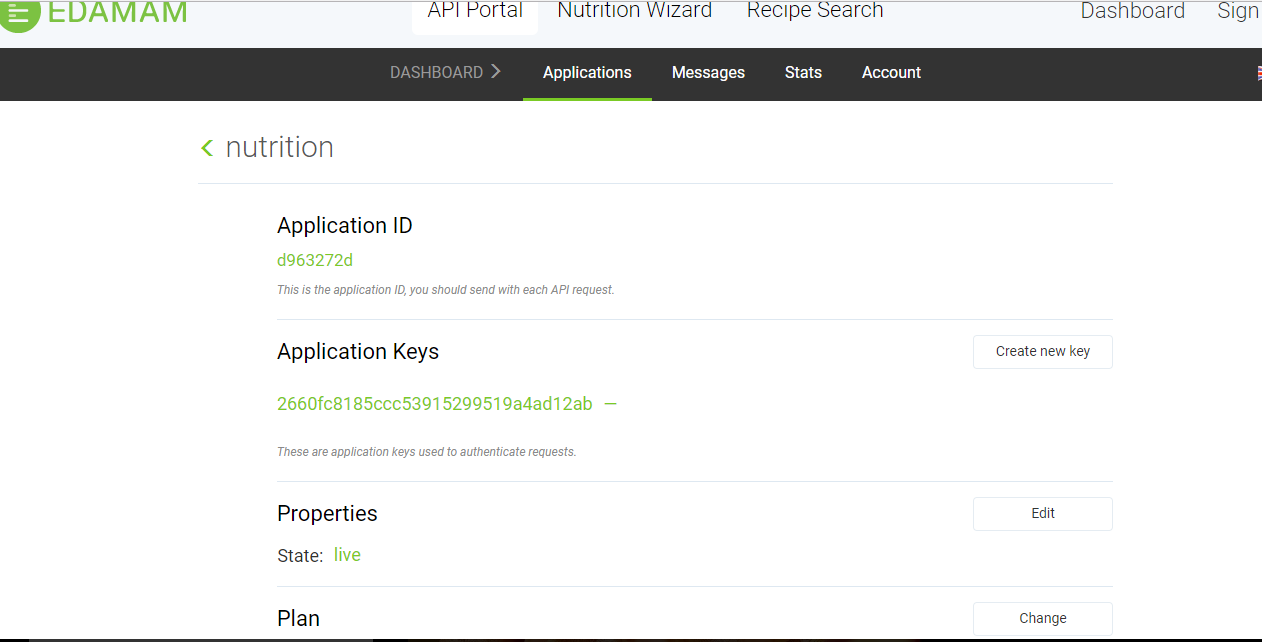 EDAMAM
API Portal Nutrition Wizard Recipe Search Dashboard Sign
DASHBOARD Applications Messages Stats Account
nutrition
Application ID
d963272d
This is the application ID, you should send with each API request.
Application Keys Create new key
2660fc8185ccc53915299519a4ad12ab —
These are application keys used to authenticate requests.
Properties Edit
State: live
Plan Change